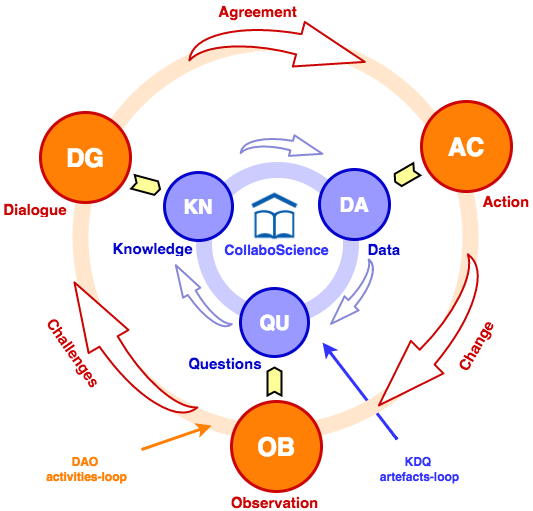 Agreement
DG
AC
Dialogue
Action
KN
DA
Knowledge
CollaboScience
Data
QU
Questions
Challenges
Change
OB
Observation
DAO
activities-loop
KDQ
artefacts-loop